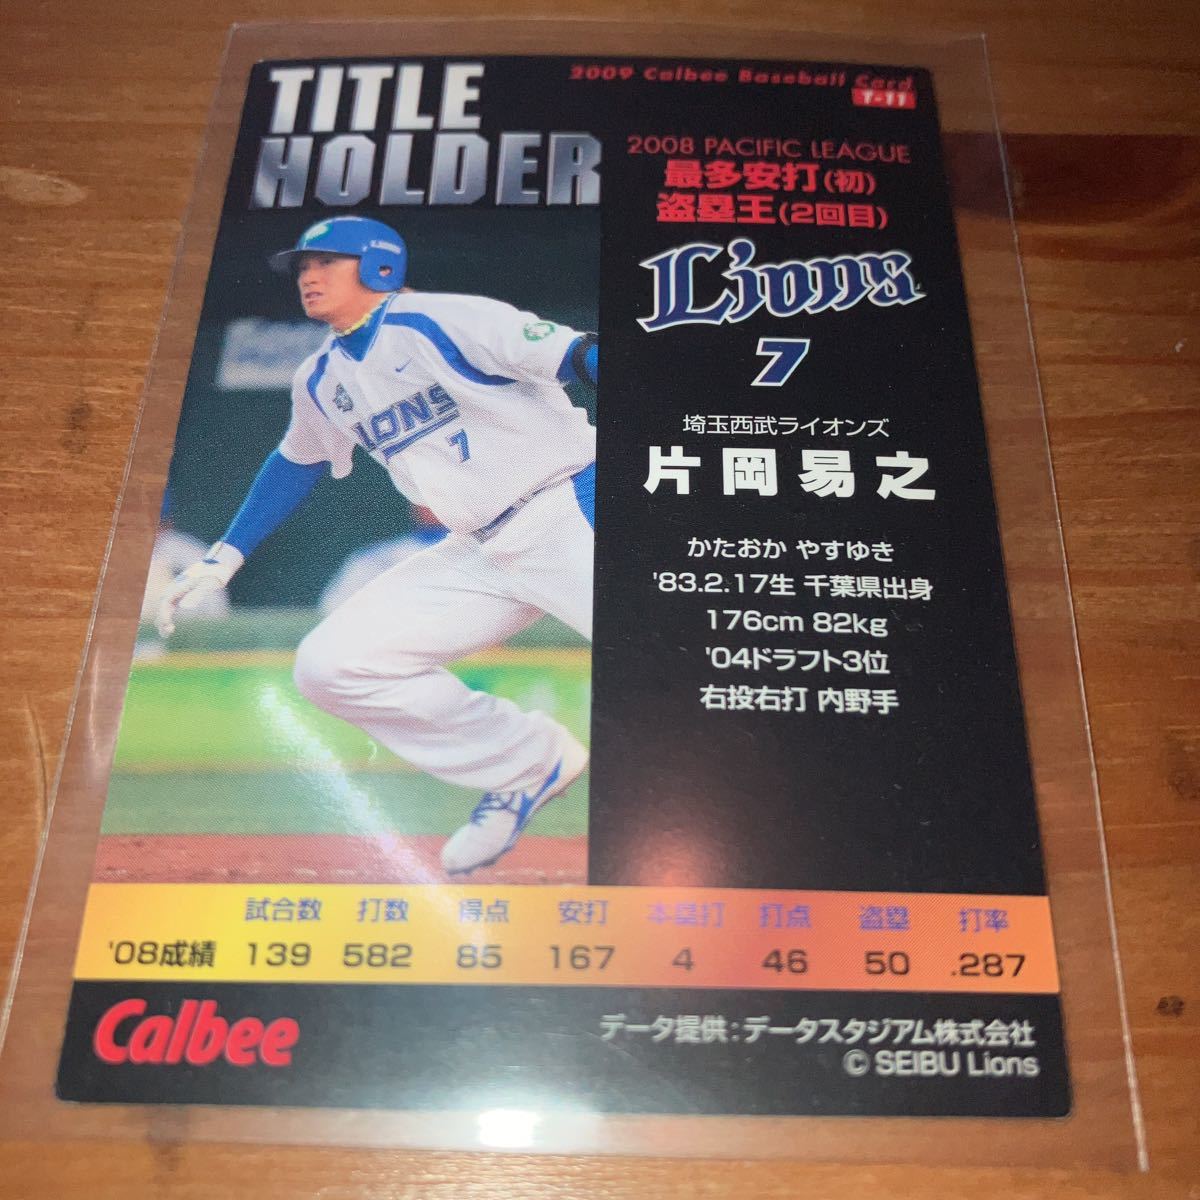 TITLE
HOLDER
2009 Calbee Baseball Card
T-11
2008 PACIFIC LEAGUE
最多安打(初)
盗塁王(2回目)
Lions
7
埼玉西武ライオンズ
片岡易之
かたおか やすゆき
'83.2.17生 千葉県出身
176cm 82kg
'04ドラフト3位
右投右打 内野手
LIONS
LIONS
7
試合数 打数 得点 安打 本塁打 打点 盗塁 打率
'08成績 139 582 85 167 4 46 50 .287
Calbee
データ提供:データスタジアム株式会社
© SEIBU Lions